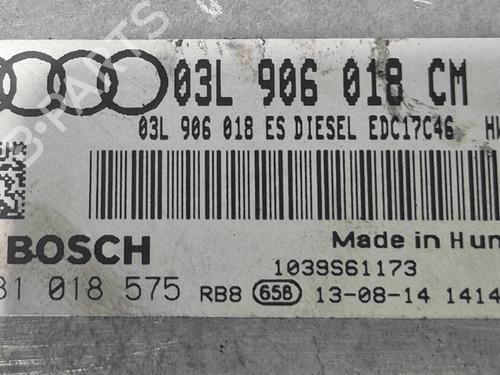 03L 906 018 CM
03L 906 018 ES DIESEL EDC17C46
BOSCH
Made in Hun
1039S61173
81 018 575 RB8 658 13-08-14 1414
B-PARTS